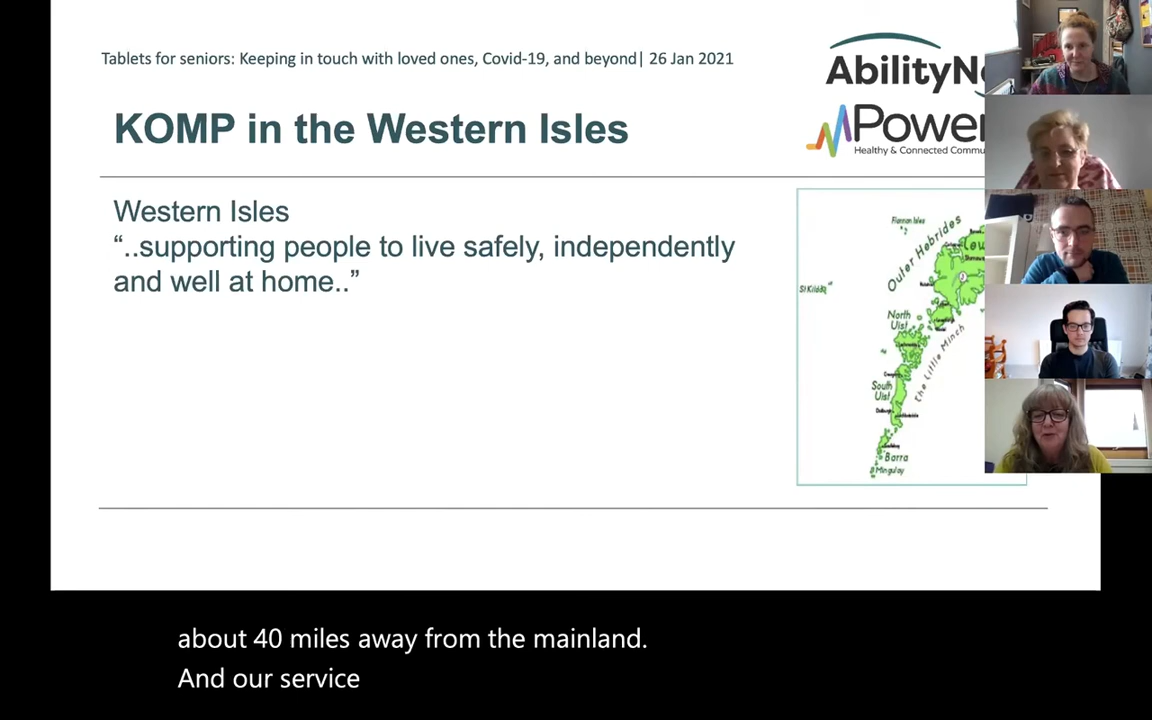 Tablets for seniors: Keeping in touch with loved ones, Covid-19, and beyond| 26 Jan 2021
KOMP in the Western Isles
Western Isles
“..supporting people to live safely, independently
and well at home..”
AbilityN
Power
Healthy & Connected Commu
Flannan Isles
Outer Hebrides
Lew
St Kilda
North
Uist
The Little Minch
South
Uist
Barra
Mingulay
about 40 miles away from the mainland.
And our service